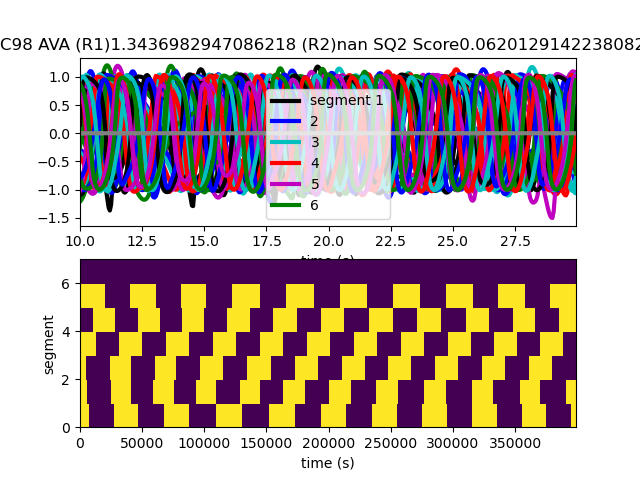 C98 AVA (R1)1.3436982947086218 (R2)nan SQ2 Score0.062012914223808
1.0
0.5
0.0
−0.5
−1.0
−1.5
segment 1
2
3
4
5
6
10.0 12.5 15.0 17.5 20.0 22.5 25.0 27.5
time (s)
segment
6
4
2
0
0 50000 100000 150000 200000 250000 300000 350000
time (s)